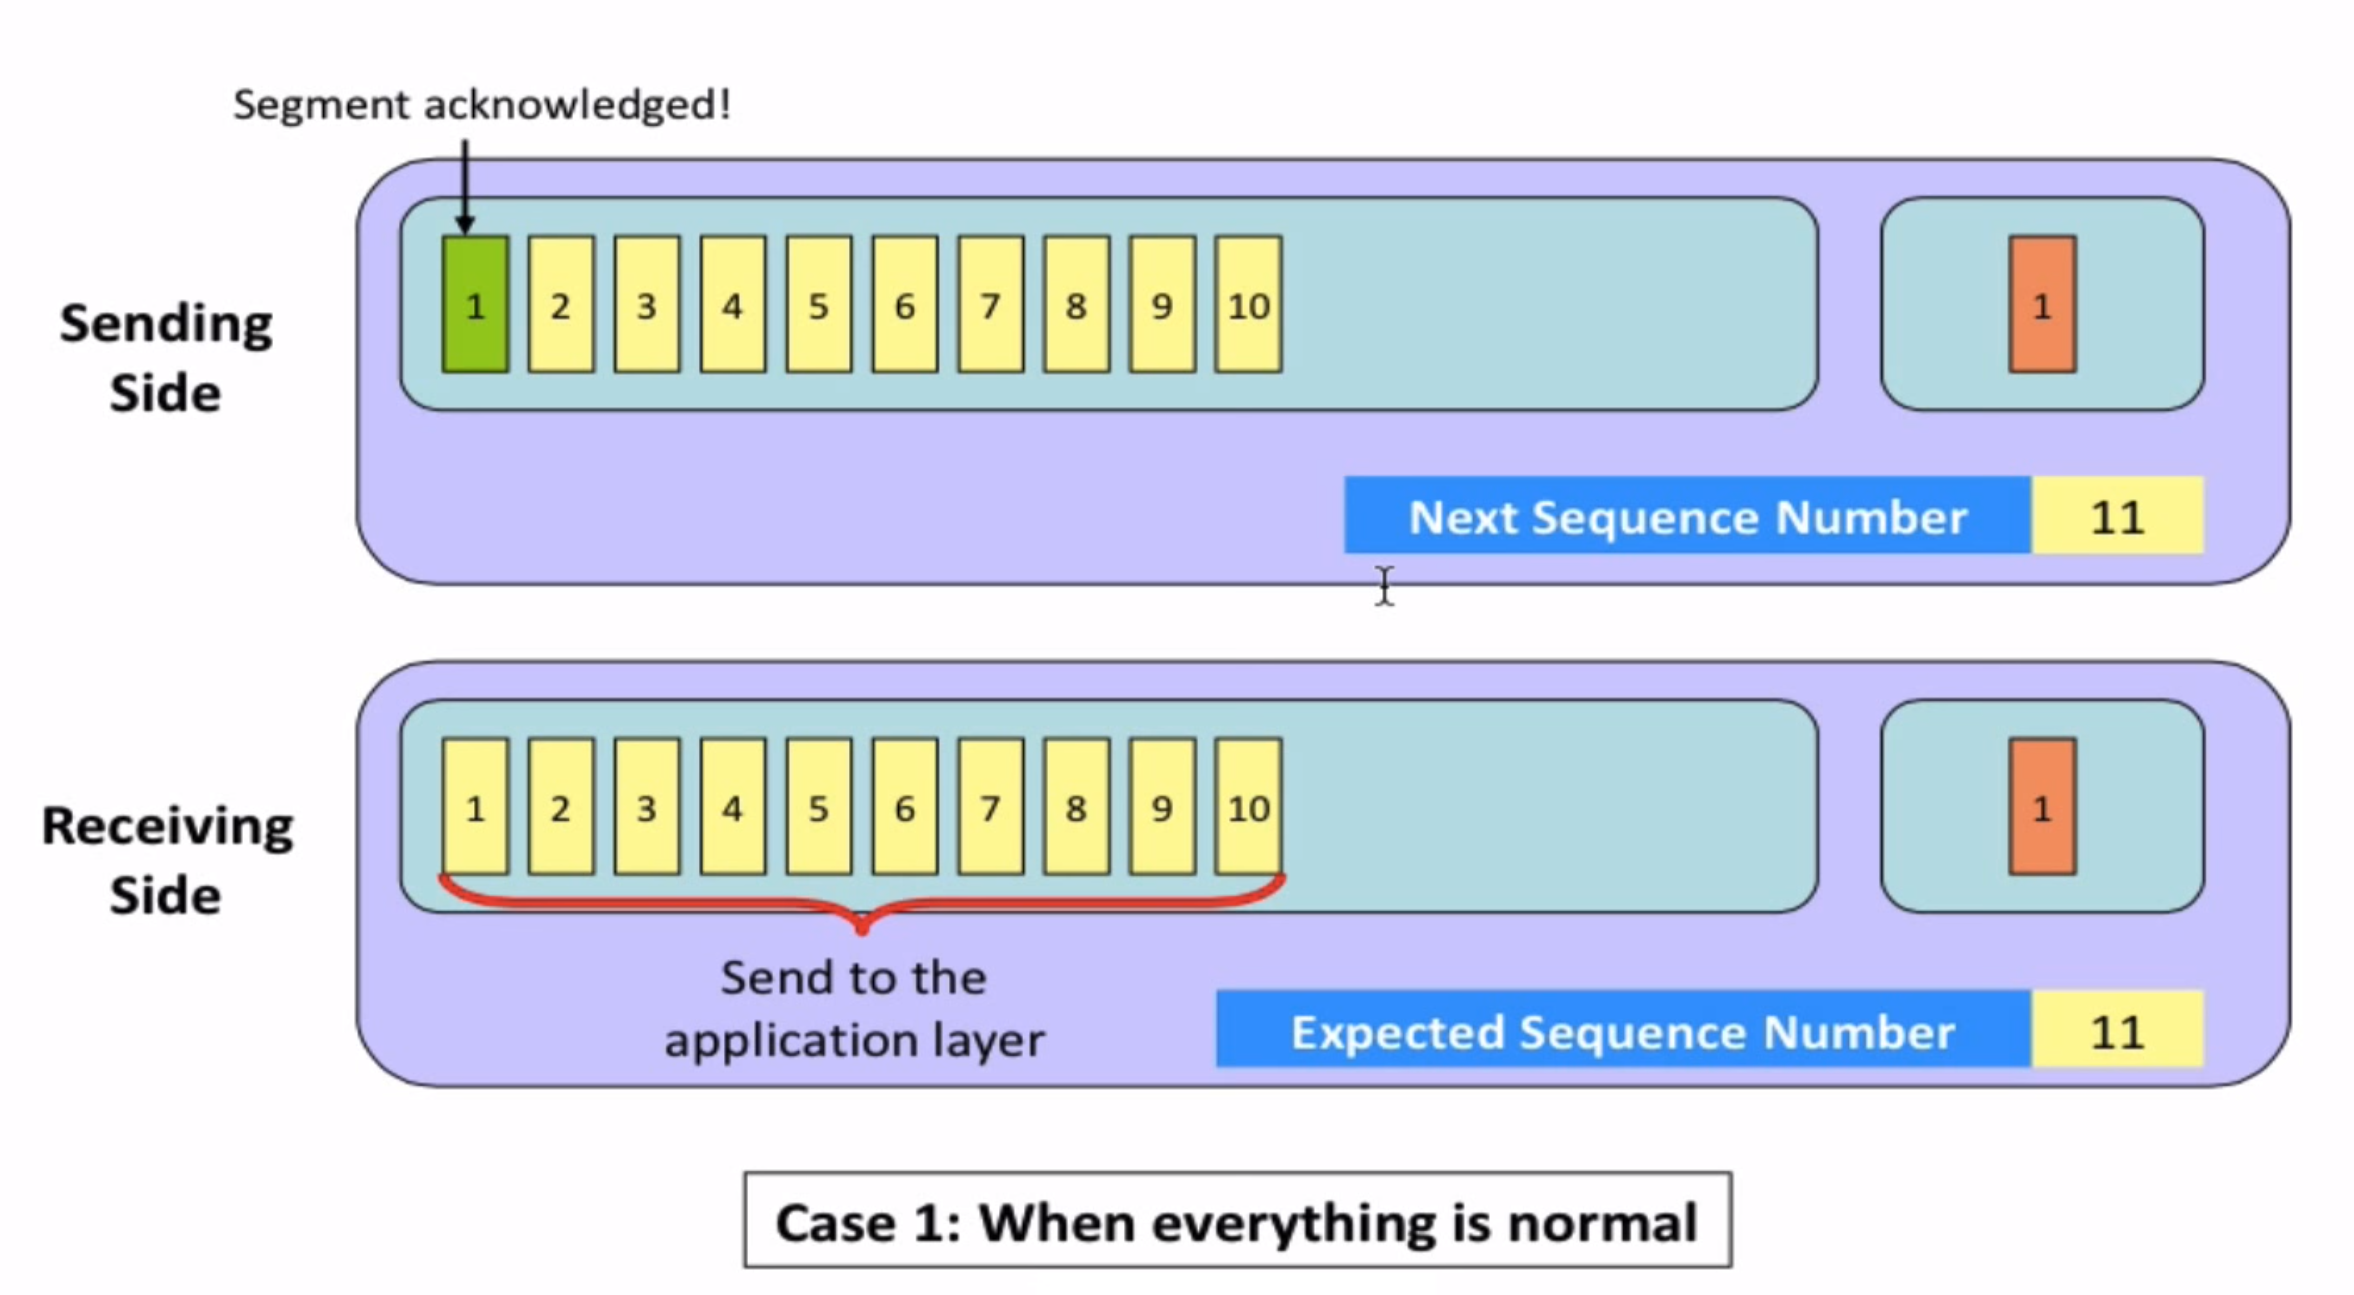 Segment acknowledged!
Sending
Side
1 2 3 4 5 6 7 8 9 10 1
Next Sequence Number 11
Receiving
Side
1 2 3 4 5 6 7 8 9 10 1
Send to the
application layer
Expected Sequence Number 11
Case 1: When everything is normal